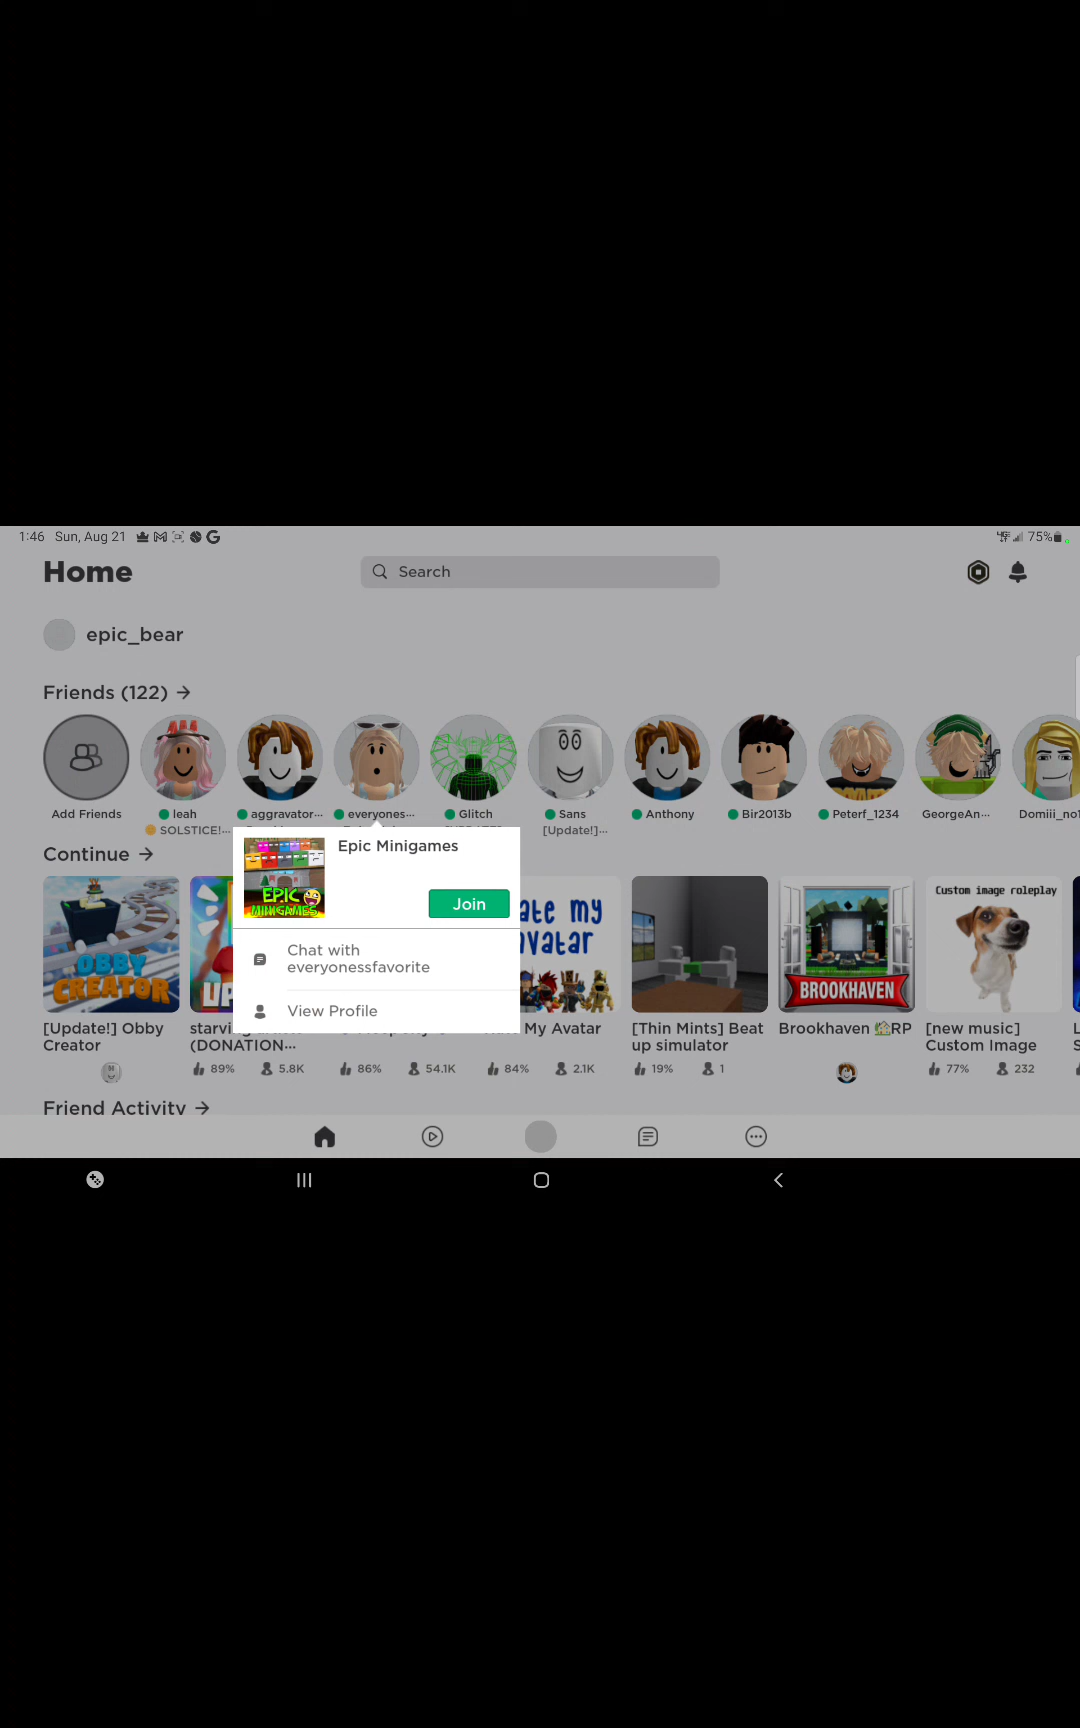 1:46 Sun, Aug 21
75%
Home
Search
epic_bear
Friends (122) →
Add Friends
leah
aggravator...
everyones...
Glitch
Sans
Anthony
Bir2013b
Peterf_1234
GeorgeAn...
Domiii_no1
SOLSTICE!...
[Update!]...
Continue →
Epic Minigames
EPIC
MINIGAMES
Join
Chat with
everyonessfavorite
View Profile
OBBY
CREATOR
UP
ate my
vatar
BROOKHAVEN
Custom image roleplay
[Update!] Obby
Creator
(DONATION...
My Avatar
[Thin Mints] Beat
up simulator
Brookhaven 🏡RP
[new music]
Custom Image
89% 5.8K
86% 54.1K
84% 2.1K
19% 1
77% 232
Friend Activity →